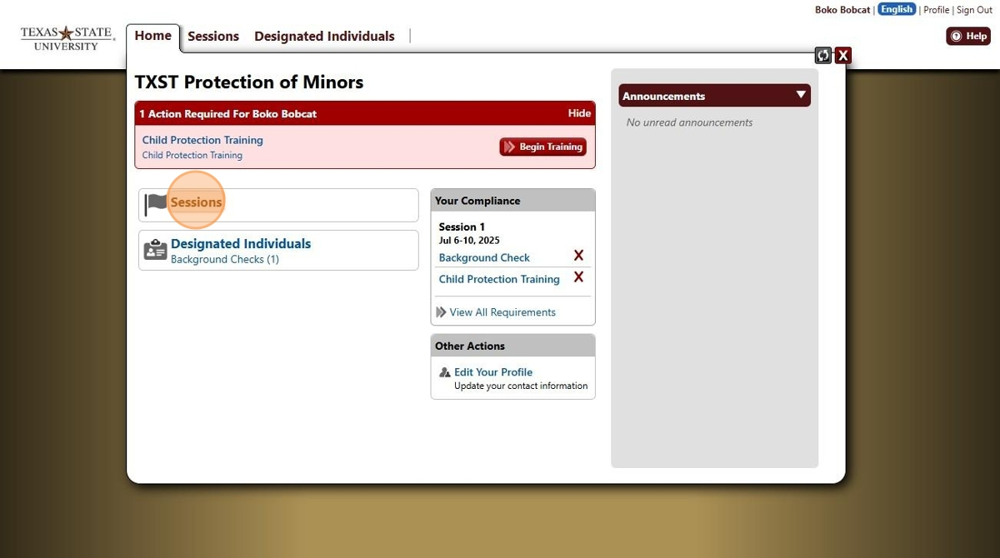 Boko Bobcat | English | Profile | Sign Out
TEXAS STATE
UNIVERSITY
Home Sessions Designated Individuals
Help
X
TXST Protection of Minors
1 Action Required For Boko Bobcat Hide
Child Protection Training
Child Protection Training
Begin Training
Sessions
Designated Individuals
Background Checks (1)
Your Compliance
Session 1
Jul 6-10, 2025
Background Check X
Child Protection Training X
View All Requirements
Other Actions
Edit Your Profile
Update your contact information
Announcements
No unread announcements